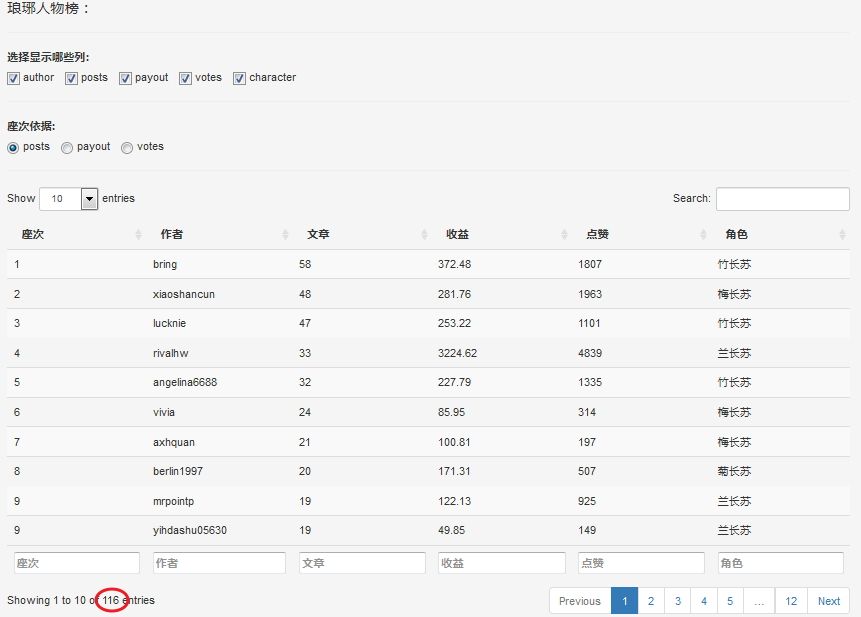 琅琊人物榜：
选择显示哪些列:
author posts payout votes character
座次依据:
posts payout votes
Show 10 entries Search:
座次 作者 文章 收益 点赞 角色
1 bring 58 372.48 1807 竹长苏
2 xiaoshancun 48 281.76 1963 梅长苏
3 lucknie 47 253.22 1101 竹长苏
4 rivalhw 33 3224.62 4839 兰长苏
5 angelina6688 32 227.79 1335 竹长苏
6 vivia 24 85.95 314 梅长苏
7 axhquan 21 100.81 197 梅长苏
8 berlin1997 20 171.31 507 菊长苏
9 mrpointp 19 122.13 925 兰长苏
9 yihdashu05630 19 49.85 149 兰长苏
座次 作者 文章 收益 点赞 角色
Showing 1 to 10 of 116 entries Previous 1 2 3 4 5 ... 12 Next